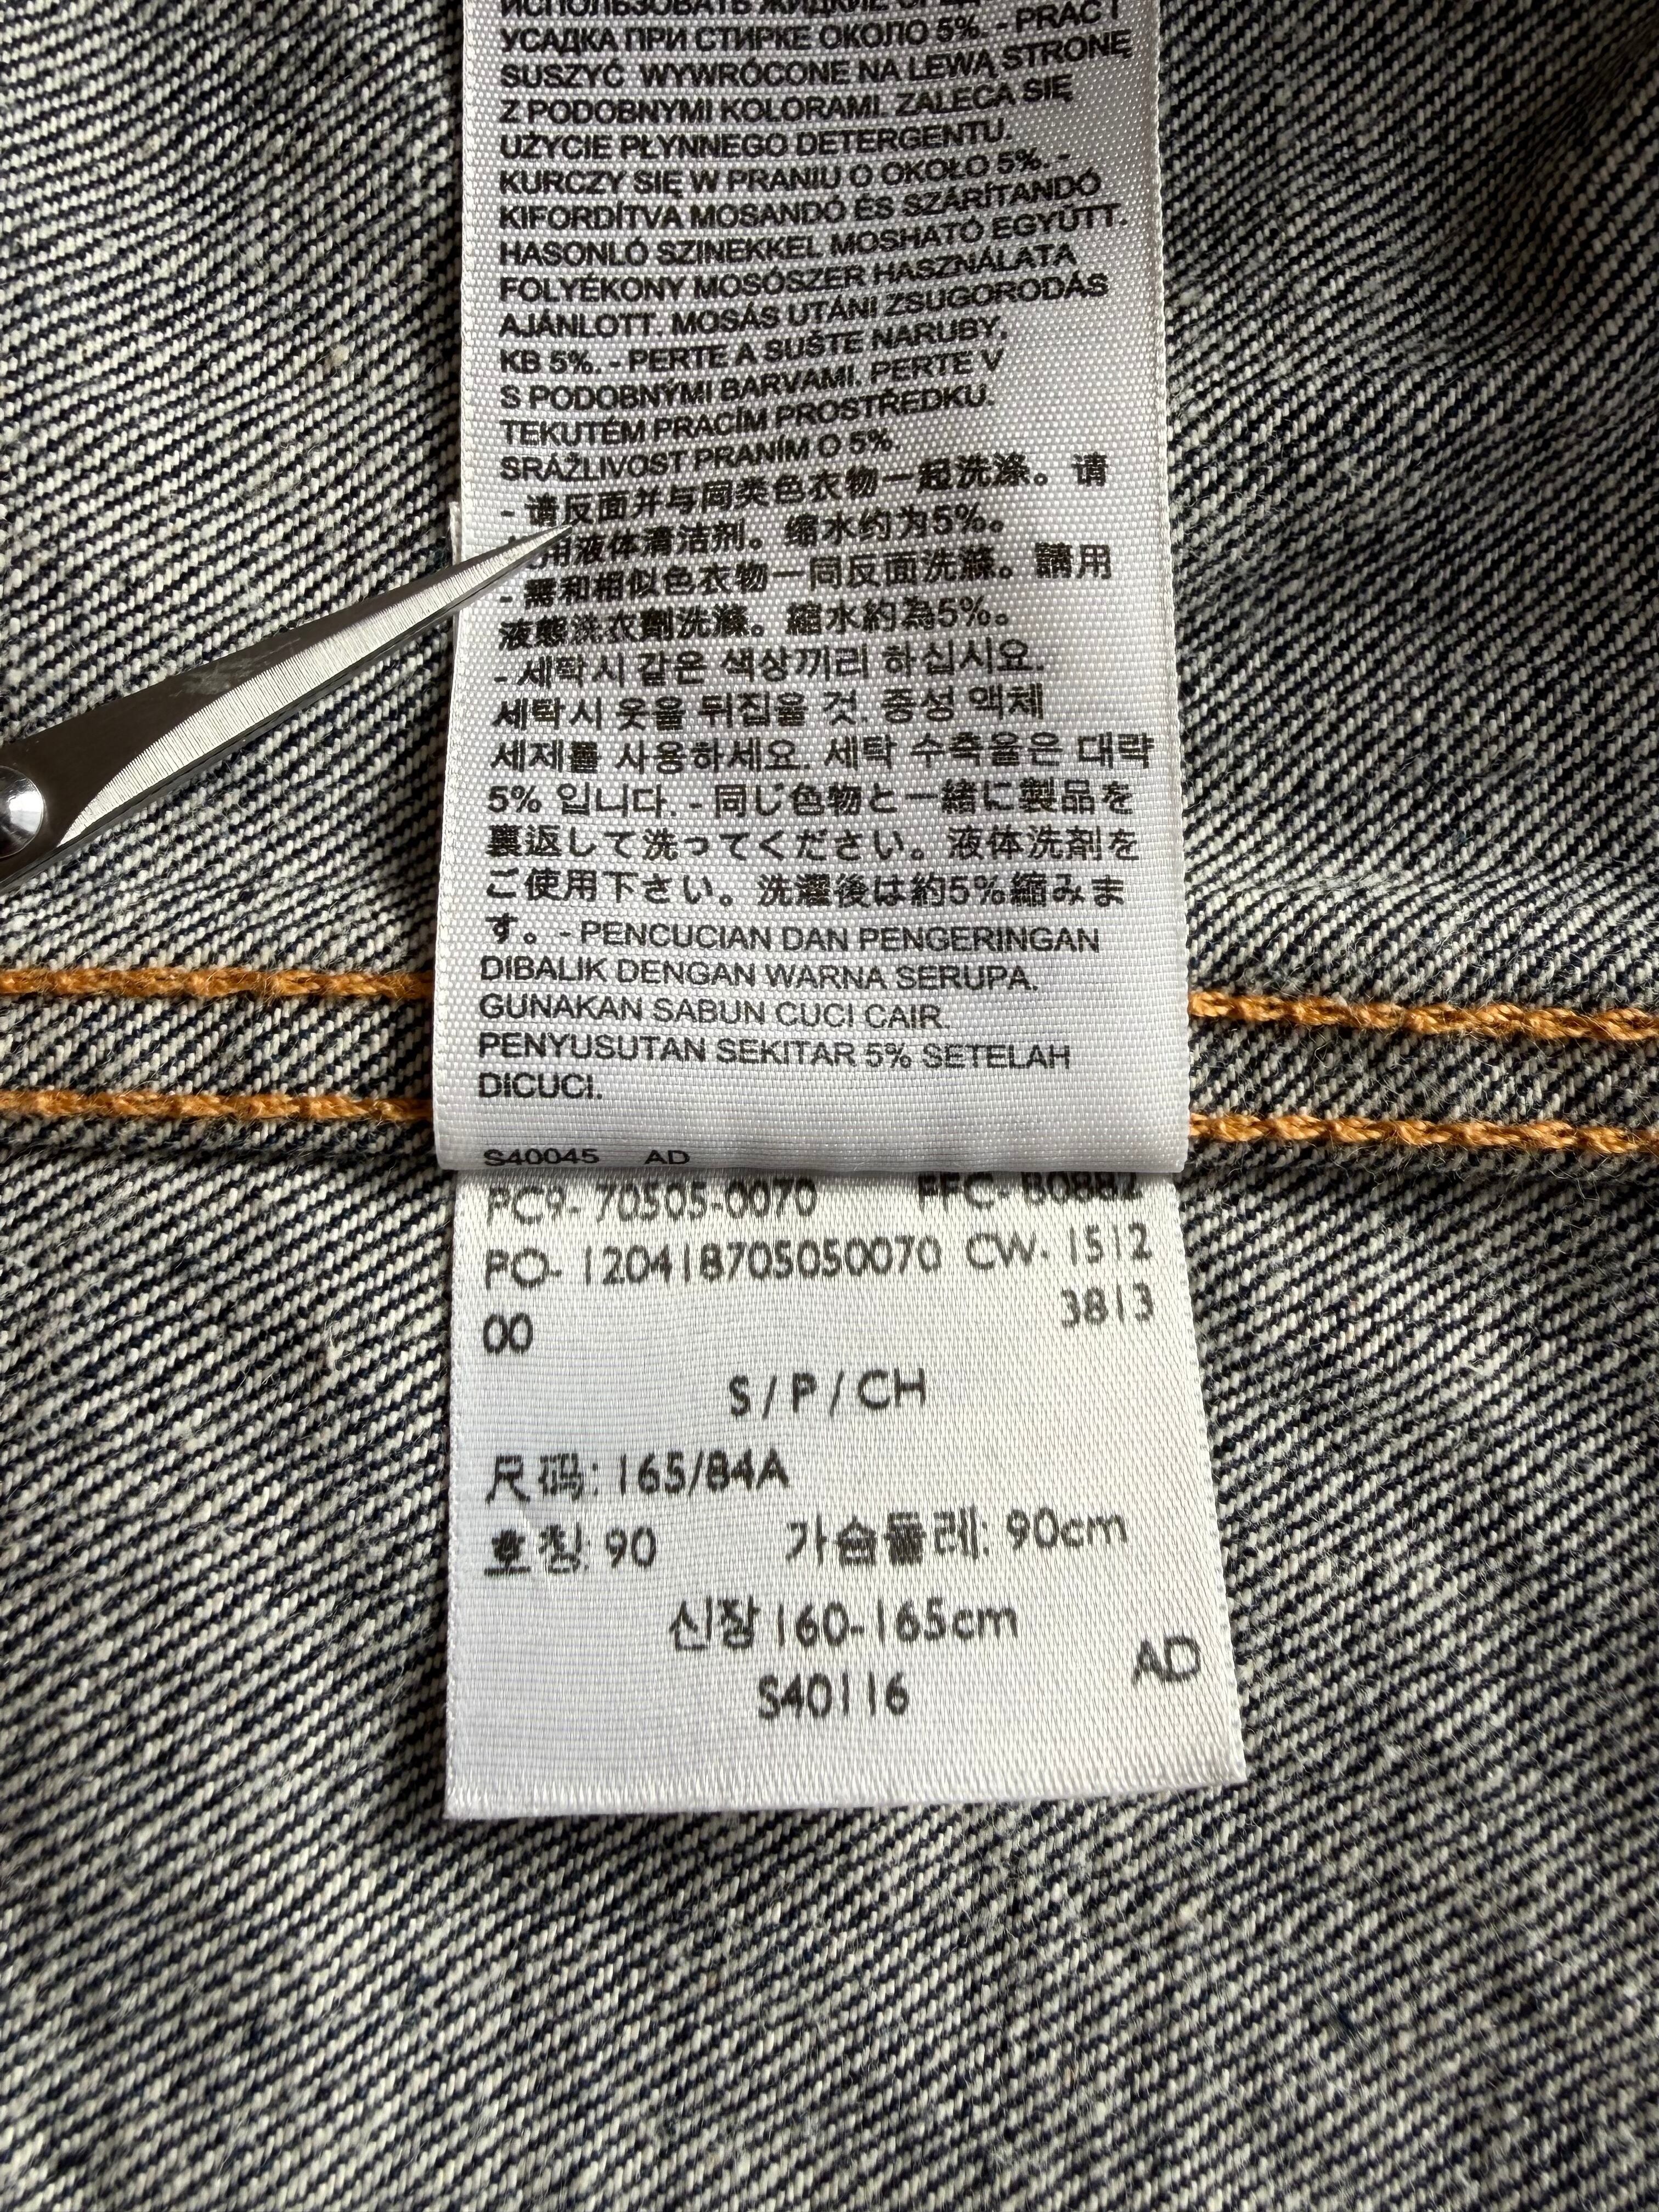 ИСПОЛЬЗОВАТЬ ЖИДКИЕ
УСАДКА ПРИ СТИРКЕ ОКОЛО 5%. - PRAĆ I
SUSZYĆ WYWRÓCONE NA LEWĄ STRONĘ
Z PODOBNYMI KOLORAMI. ZALECA SIĘ
UŻYCIE PŁYNNEGO DETERGENTU.
KURCZY SIĘ W PRANIU O OKOŁO 5%. -
KIFORDÍTVA MOSANDÓ ÉS SZÁRÍTANDÓ
HASONLÓ SZINEKKEL MOSHATÓ EGYÜTT.
FOLYÉKONY MOSÓSZER HASZNÁLATA
AJÁNLOTT. MOSÁS UTÁNI ZSUGORODÁS
KB 5%. - PERTE A SUŠTE NARUBY,
S PODOBNÝMI BARVAMI. PERTE V
TEKUTÉM PRACÍM PROSTŘEDKU.
SRÁŽLIVOST PRANÍM O 5%.
- 请反面并与同类色衣物一起洗涤。 请
用液体清洁剂。 缩水约为5%。
- 需和相似色衣物一同反面洗滌。 請用
液態洗衣劑洗滌。 縮水約為5%。
- 세탁시 같은 색상끼리 하십시요.
세탁시 옷을 뒤집을 것. 중성 액체
세제를 사용하세요. 세탁 수축율은 대략
5% 입니다. - 同じ色物と一緒に製品を
裏返して洗ってください。液体洗剤を
ご使用下さい。洗濯後は約5%縮みま
す。- PENCUCIAN DAN PENGERINGAN
DIBALIK DENGAN WARNA SERUPA.
GUNAKAN SABUN CUCI CAIR.
PENYUSUTAN SEKITAR 5% SETELAH
DICUCI.
S40045 AD
PC9- 70505-0070
PO- 120418705050070 CW- 1512
00 3813
S / P / CH
尺码: 165/84A
호칭: 90 가슴둘레: 90cm
신장 160-165cm
AD
S40116